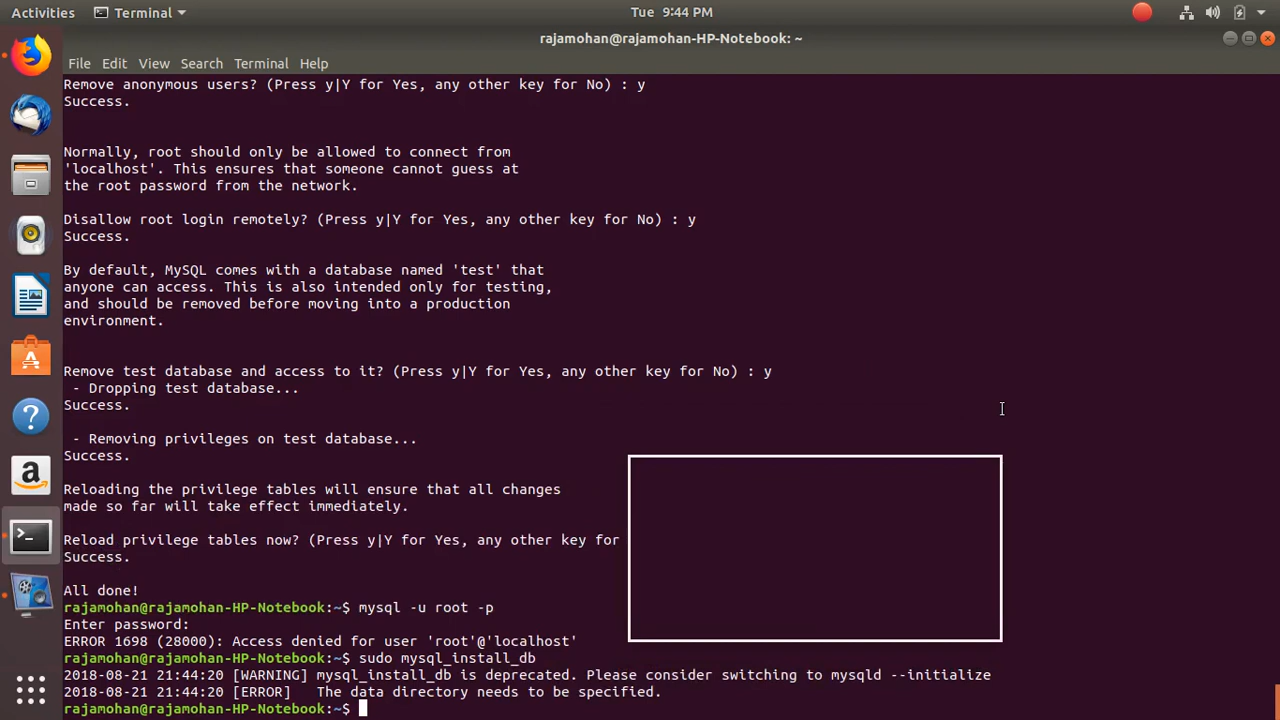 Activities Terminal Tue 9:44 PM
rajamohan@rajamohan-HP-Notebook: ~
File Edit View Search Terminal Help
Remove anonymous users? (Press y|Y for Yes, any other key for No) : y
Success.
Normally, root should only be allowed to connect from
'localhost'. This ensures that someone cannot guess at
the root password from the network.
Disallow root login remotely? (Press y|Y for Yes, any other key for No) : y
Success.
By default, MySQL comes with a database named 'test' that
anyone can access. This is also intended only for testing,
and should be removed before moving into a production
environment.
Remove test database and access to it? (Press y|Y for Yes, any other key for No) : y
- Dropping test database...
Success.
- Removing privileges on test database...
Success.
Reloading the privilege tables will ensure that all changes
made so far will take effect immediately.
Reload privilege tables now? (Press y|Y for Yes, any other key for
Success.
All done!
rajamohan@rajamohan-HP-Notebook:~$ mysql -u root -p
Enter password:
ERROR 1698 (28000): Access denied for user 'root'@'localhost'
rajamohan@rajamohan-HP-Notebook:~$ sudo mysql_install_db
2018-08-21 21:44:20 [WARNING] mysql_install_db is deprecated. Please consider switching to mysqld --initialize
2018-08-21 21:44:20 [ERROR]   The data directory needs to be specified.
rajamohan@rajamohan-HP-Notebook:~$